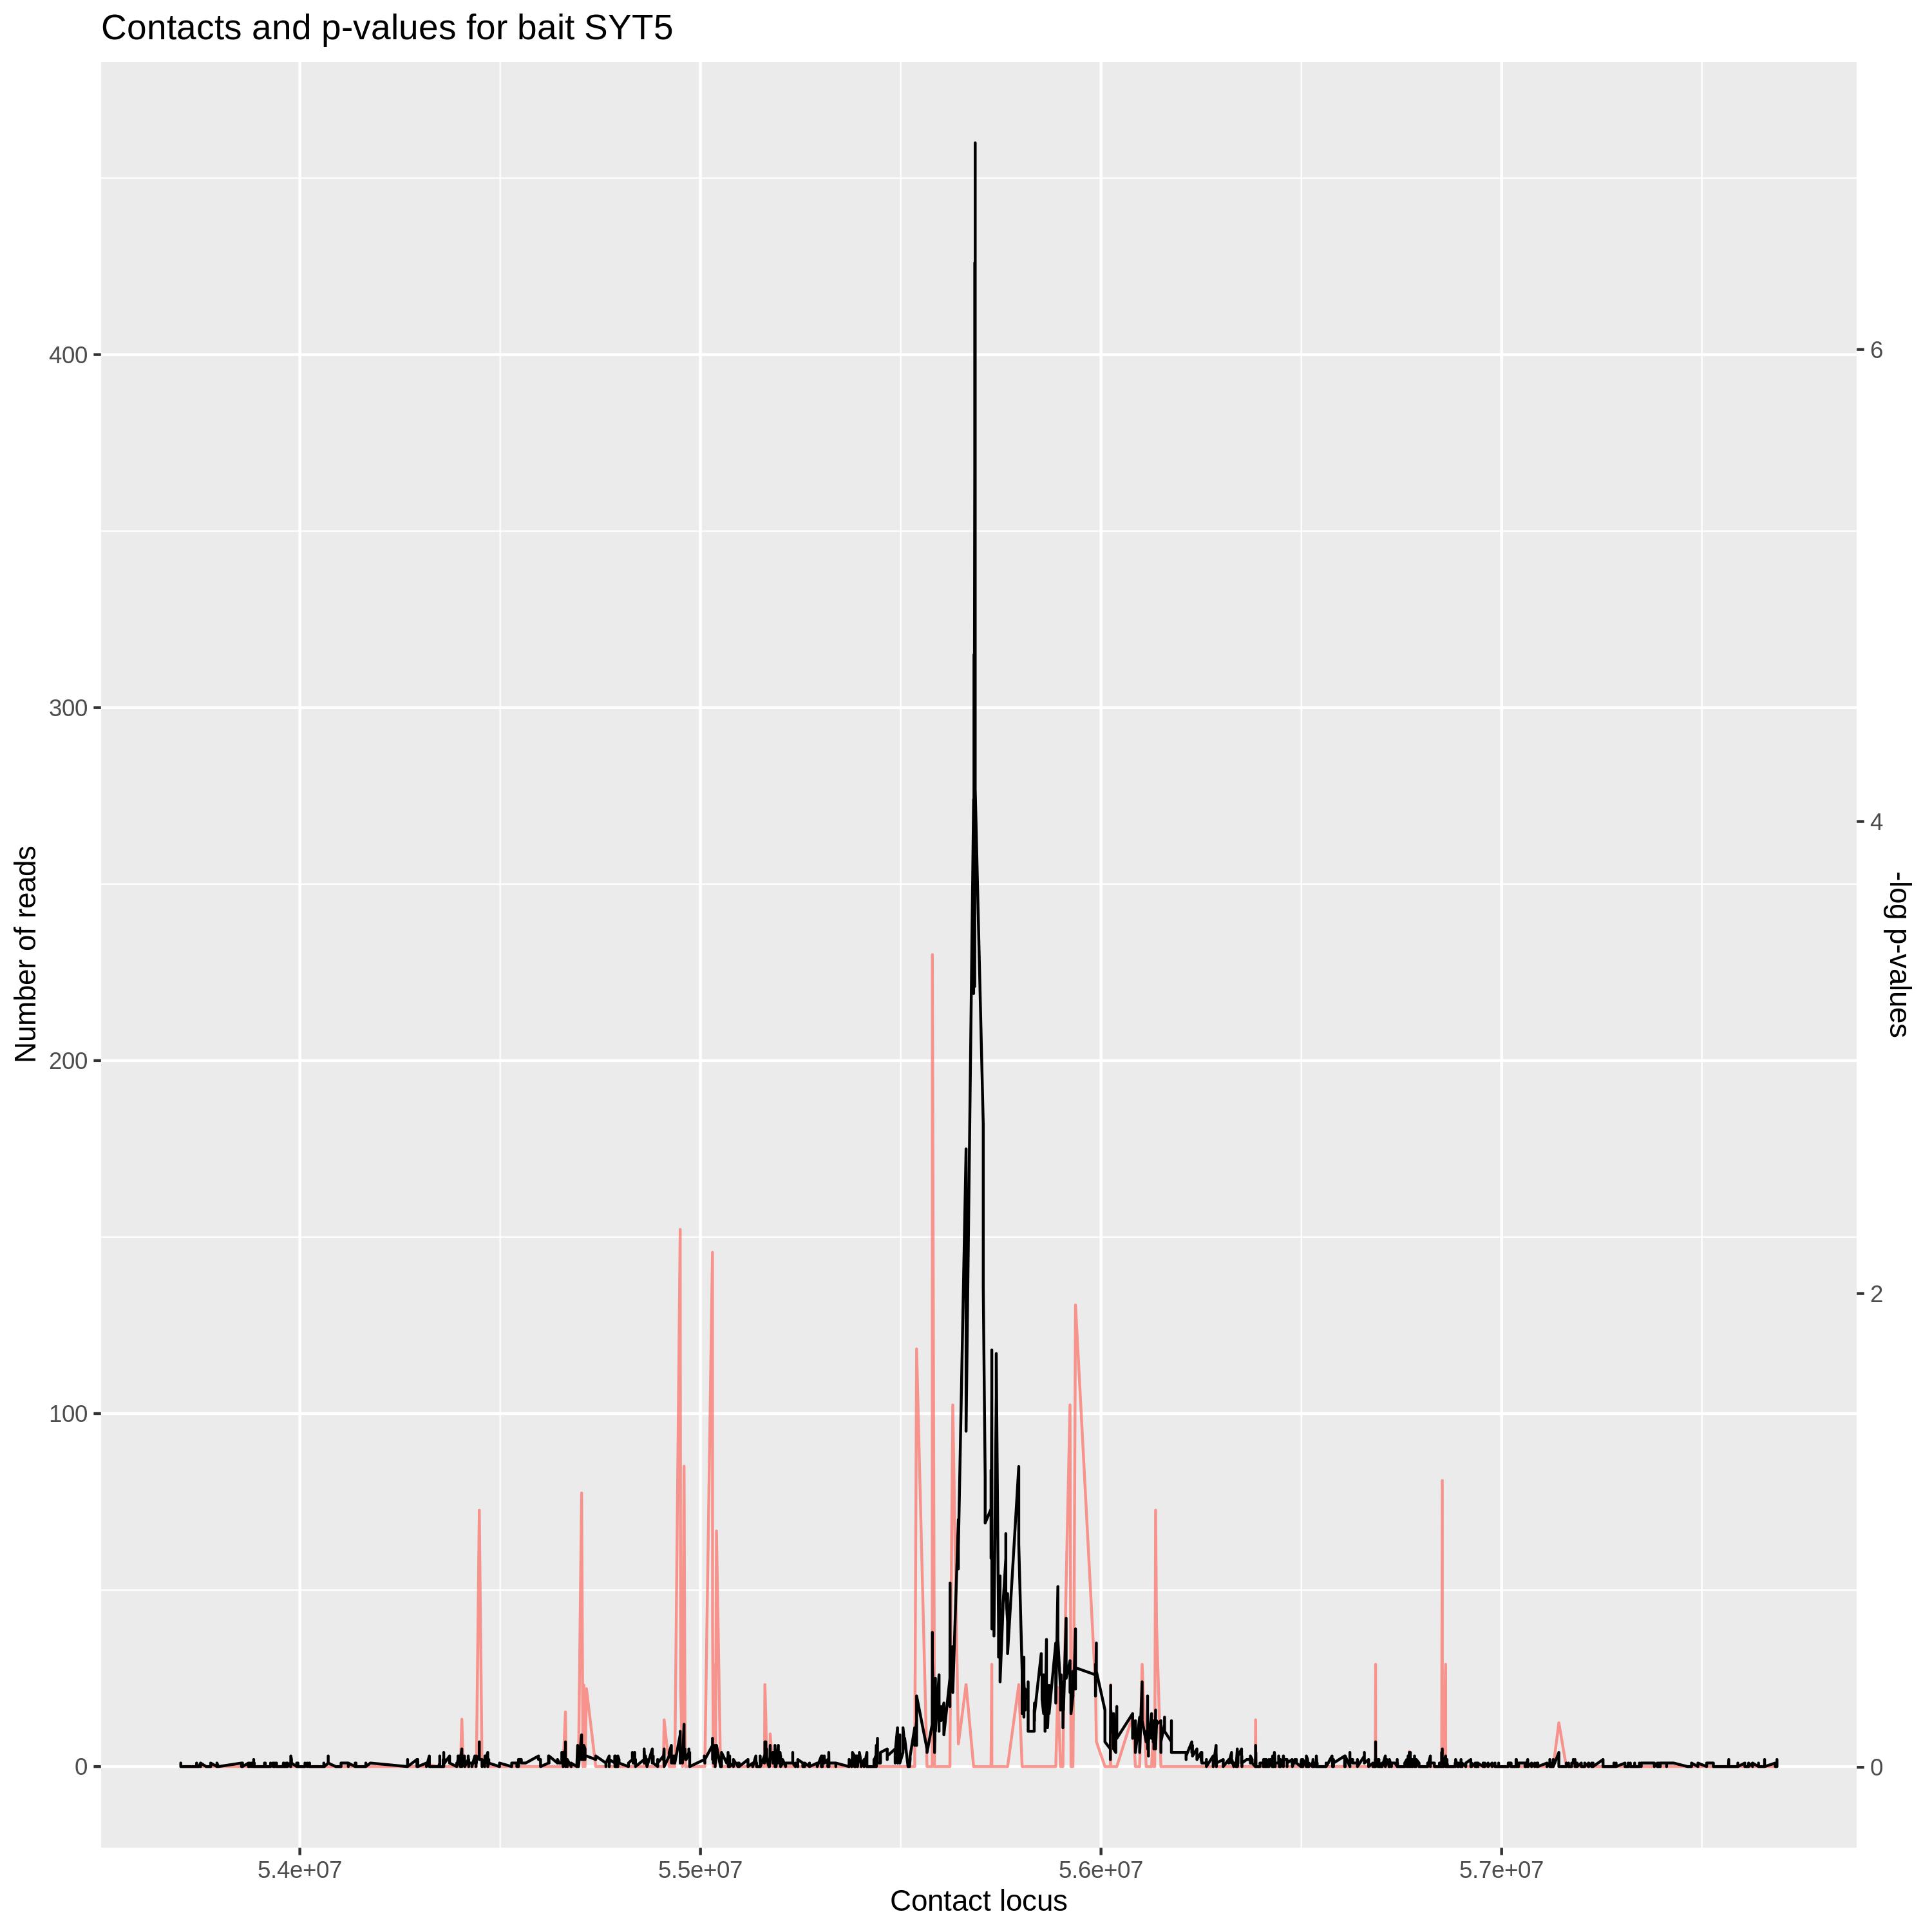 Contacts and p-values for bait SYT5
Number of reads
400
300
200
100
0
6
4
2
0
-log p-values
5.4e+07 5.5e+07 5.6e+07 5.7e+07
Contact locus